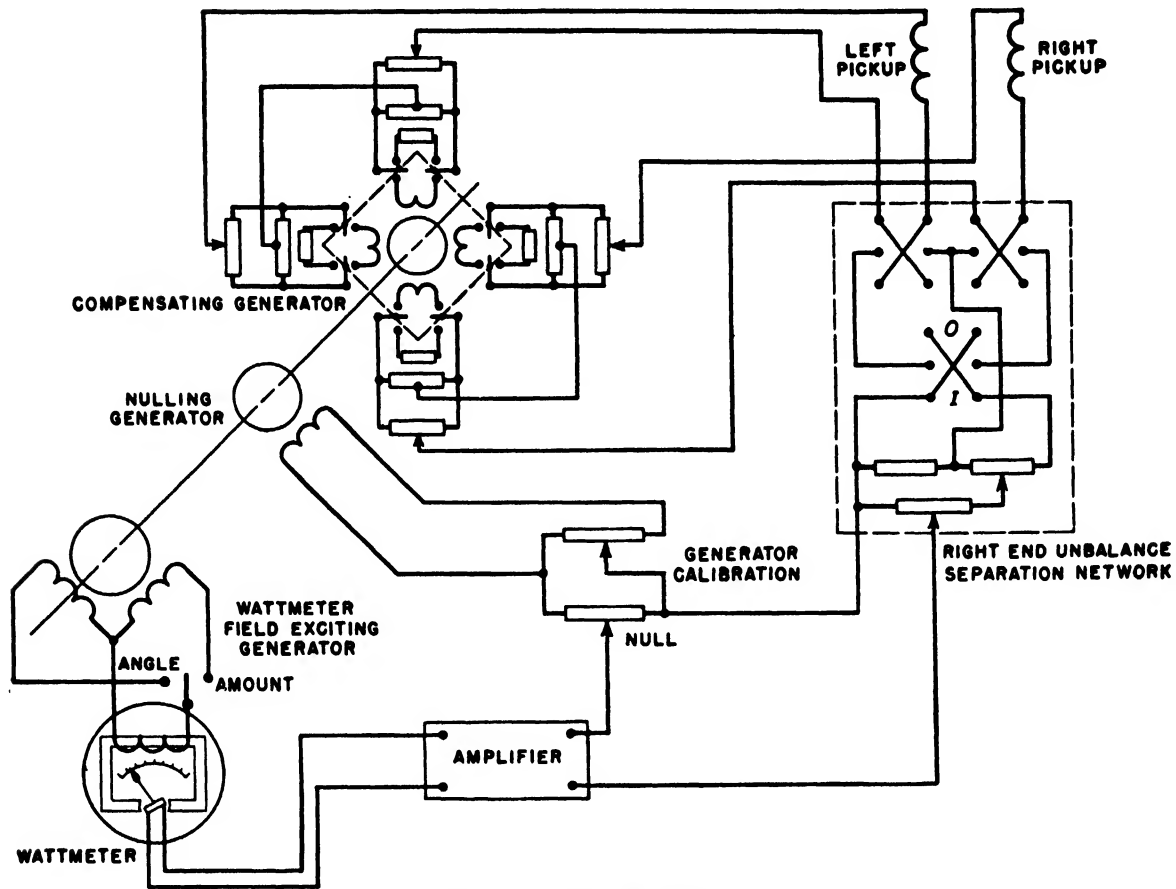 LEFT
PICKUP
RIGHT
PICKUP
COMPENSATING GENERATOR
O
I
NULLING
GENERATOR
GENERATOR
CALIBRATION
RIGHT END UNBALANCE
SEPARATION NETWORK
WATTMETER
FIELD EXCITING
GENERATOR
NULL
ANGLE
AMOUNT
AMPLIFIER
WATTMETER